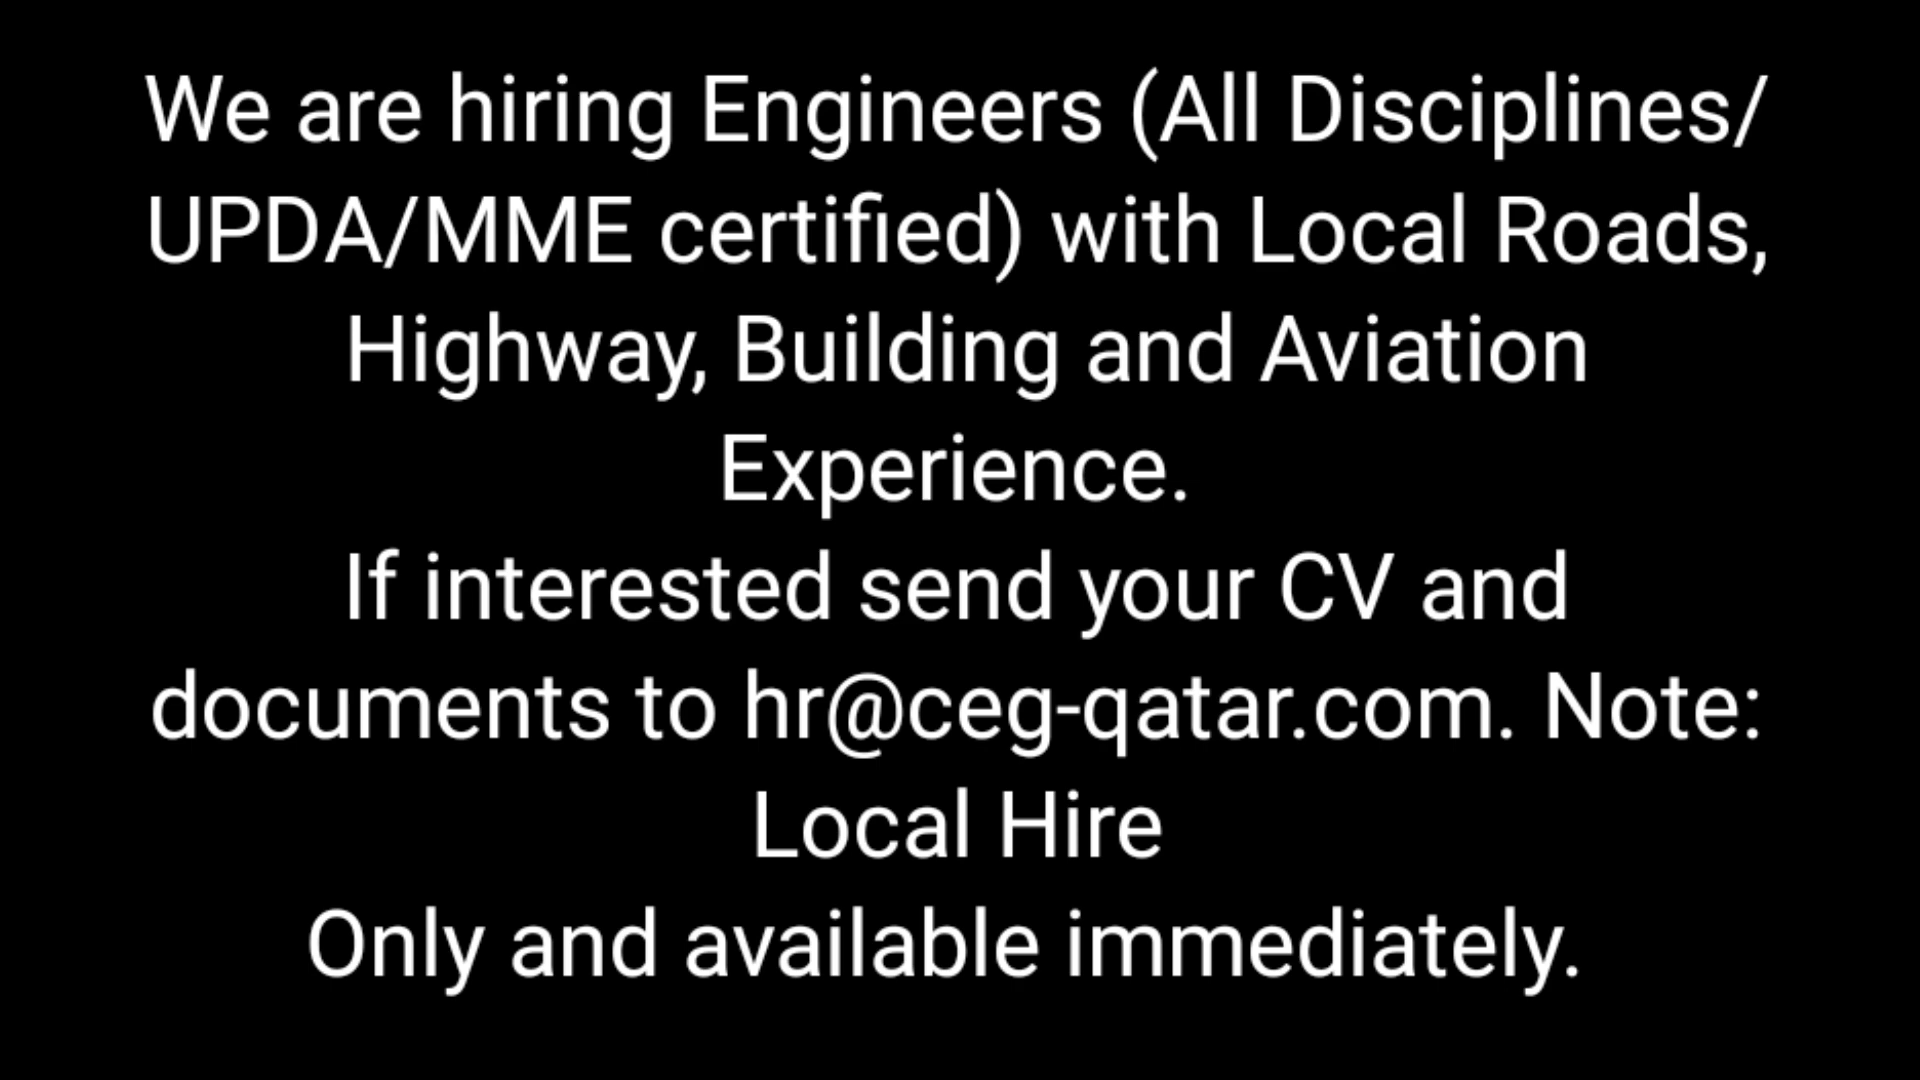 We are hiring Engineers (All Disciplines/
UPDA/MME certified) with Local Roads,
Highway, Building and Aviation
Experience.
If interested send your CV and
documents to hr@ceg-qatar.com. Note:
Local Hire
Only and available immediately.